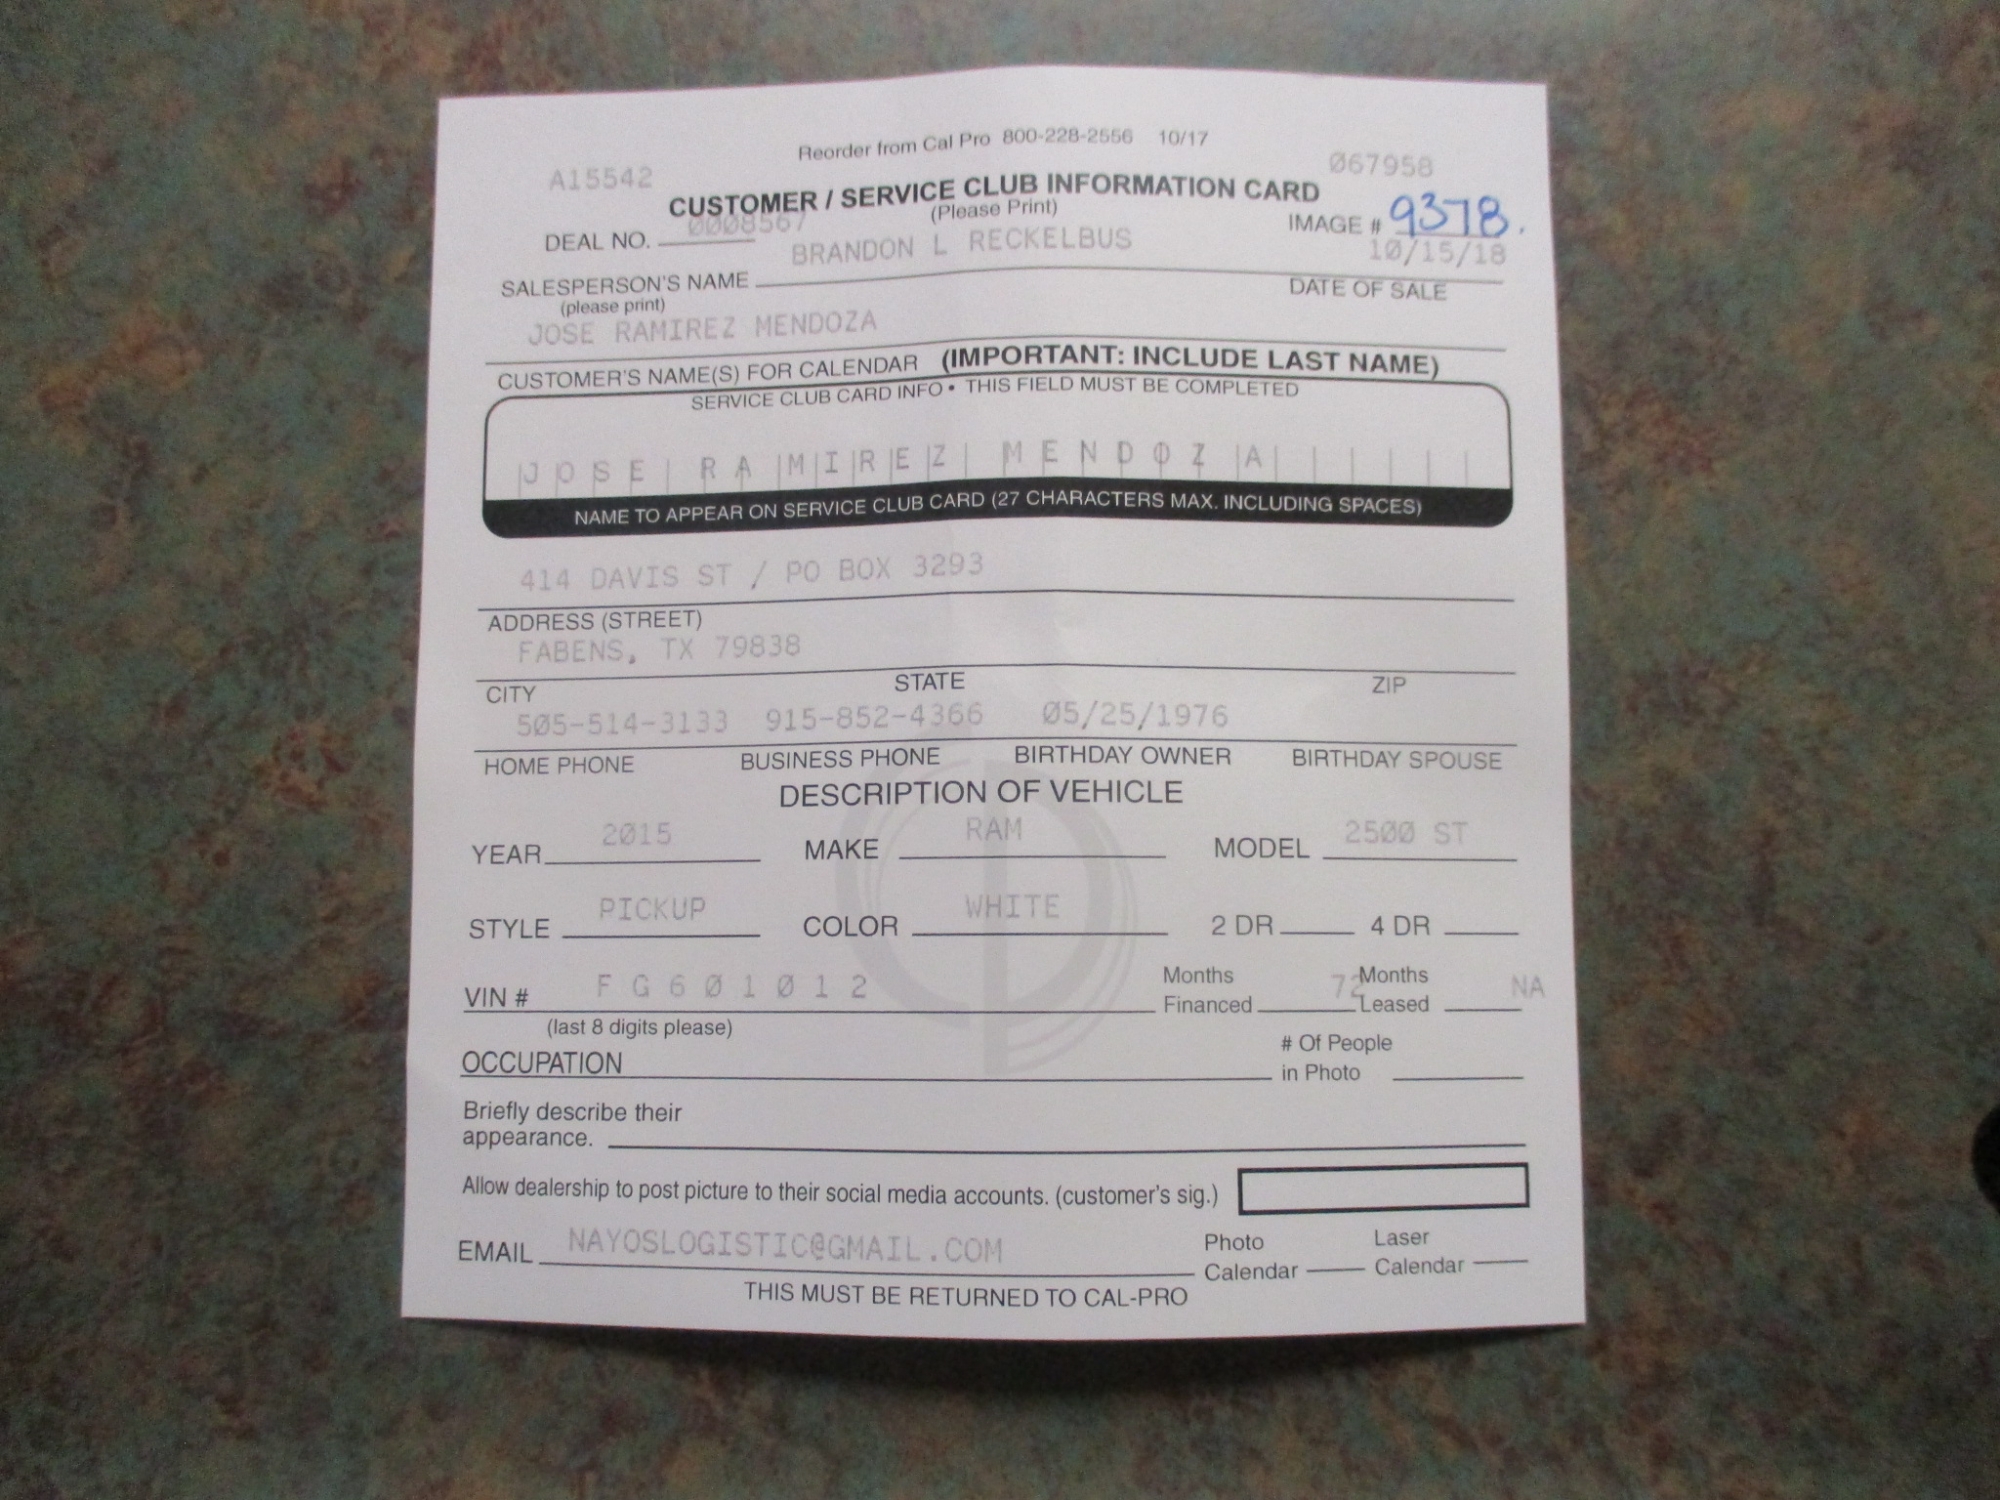 Reorder from Cal Pro 800-228-2556 10/17
A15542 067958
CUSTOMER / SERVICE CLUB INFORMATION CARD
(Please Print)
DEAL NO. 0008567 IMAGE # 9378.
BRANDON L RECKELBUS 10/15/18
SALESPERSON'S NAME DATE OF SALE
(please print)
JOSE RAMIREZ MENDOZA
CUSTOMER'S NAME(S) FOR CALENDAR (IMPORTANT: INCLUDE LAST NAME)
SERVICE CLUB CARD INFO • THIS FIELD MUST BE COMPLETED
JOSE RAMIREZ MENDOZA
NAME TO APPEAR ON SERVICE CLUB CARD (27 CHARACTERS MAX. INCLUDING SPACES)
414 DAVIS ST / PO BOX 3293
ADDRESS (STREET)
FABENS, TX 79838
CITY STATE ZIP
505-514-3133 915-852-4366 05/25/1976
HOME PHONE BUSINESS PHONE BIRTHDAY OWNER BIRTHDAY SPOUSE
DESCRIPTION OF VEHICLE
YEAR 2015 MAKE RAM MODEL 2500 ST
STYLE PICKUP COLOR WHITE 2 DR 4 DR
VIN # FG601012 Months Financed 72 Months Leased NA
(last 8 digits please)
OCCUPATION # Of People in Photo
Briefly describe their
appearance.
Allow dealership to post picture to their social media accounts. (customer's sig.)
EMAIL NAYOSLOGISTIC@GMAIL.COM Photo Calendar Laser Calendar
THIS MUST BE RETURNED TO CAL-PRO